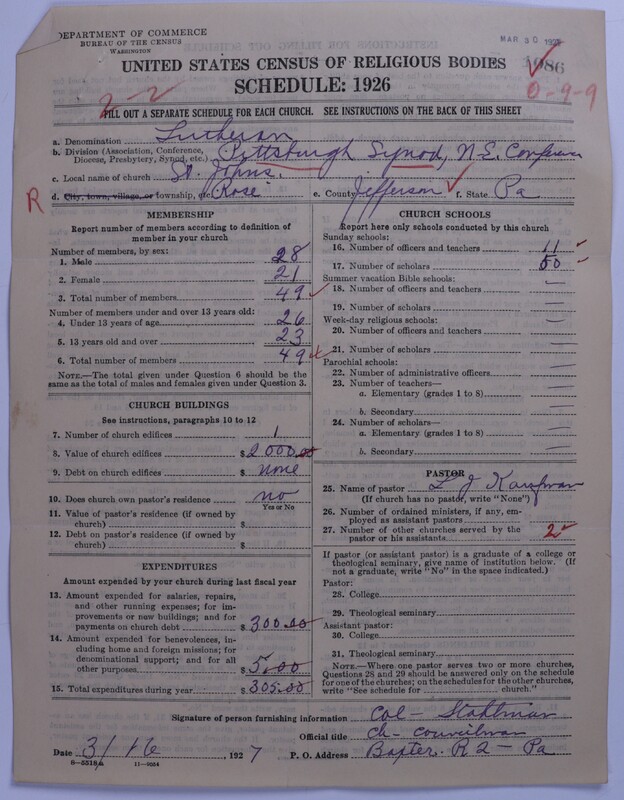 DEPARTMENT OF COMMERCE
BUREAU OF THE CENSUS
WASHINGTON
MAR 30 192
UNITED STATES CENSUS OF RELIGIOUS BODIES
1086
SCHEDULE: 1926
0-9-9
2-2
FILL OUT A SEPARATE SCHEDULE FOR EACH CHURCH. SEE INSTRUCTIONS ON THE BACK OF THIS SHEET
a. Denomination Lutheran
b. Division (Association, Conference, Diocese, Presbytery, Synod, etc.) Pittsburgh Synod, N.E. Conference
c. Local name of church St. Johns.
R
d. City, town, village, or township, etc. Rose e. County Jefferson f. State Pa
MEMBERSHIP
Report number of members according to definition of
member in your church
Number of members, by sex:
1. Male 28
2. Female 21
3. Total number of members 49
Number of members under and over 13 years old:
4. Under 13 years of age 26
5. 13 years old and over 23
6. Total number of members 49
NOTE.—The total given under Question 6 should be
same as the total of males and females given under Question 3.
CHURCH BUILDINGS
See instructions, paragraphs 10 to 12
7. Number of church edifices 1
8. Value of church edifices $ 2000.00
9. Debt on church edifices $ none
10. Does church own pastor's residence no
Yes or No
11. Value of pastor's residence (if owned by
church) $
12. Debt on pastor's residence (if owned by
church) $
EXPENDITURES
Amount expended by your church during last fiscal year
13. Amount expended for salaries, repairs,
and other running expenses; for im-
provements or new buildings; and for
payments on church debt $ 300.00
14. Amount expended for benevolences, in-
cluding home and foreign missions; for
denominational support; and for all
other purposes $ 5.00
15. Total expenditures during year $ 305.00
CHURCH SCHOOLS
Report here only schools conducted by this church
Sunday schools:
16. Number of officers and teachers 11
17. Number of scholars 50
Summer vacation Bible schools:
18. Number of officers and teachers —
19. Number of scholars —
Week-day religious schools:
20. Number of officers and teachers —
21. Number of scholars —
Parochial schools:
22. Number of administrative officers —
23. Number of teachers—
a. Elementary (grades 1 to 8) —
b. Secondary —
24. Number of scholars—
a. Elementary (grades 1 to 8) —
b. Secondary —
PASTOR
25. Name of pastor L J Kaufman
(If church has no pastor, write "None")
26. Number of ordained ministers, if any, em-
ployed as assistant pastors
27. Number of other churches served by the
pastor or his assistants 2
If pastor (or assistant pastor) is a graduate of a college or
theological seminary, give name of institution below. (If
not a graduate, write "No" in the space indicated.)
Pastor:
28. College
29. Theological seminary
Assistant pastor:
30. College
31. Theological seminary
NOTE.—Where one pastor serves two or more churches,
Questions 28 and 29 should be answered only on the schedule
for one of the churches; on the schedules for the other churches,
write "See schedule for church."
Signature of person furnishing information Col - Stahlman
Official title Ch - Councilman
Date 3/16, 1927 P. O. Address Baxter. R 2 - Pa
8-5518a 11-9054